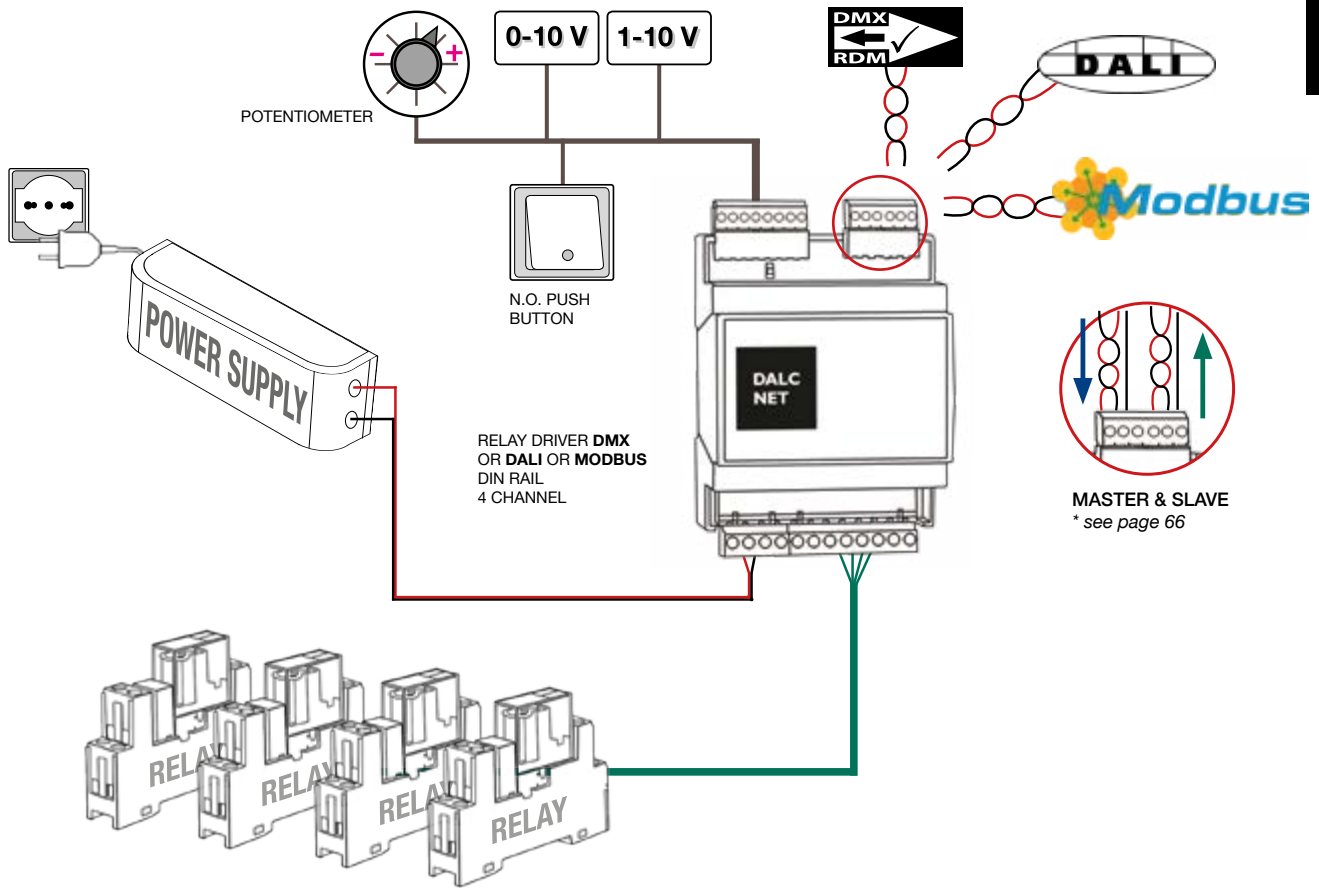 0-10 V
1-10 V
DMX
RDM
DALI
-
+
POTENTIOMETER
Modbus
N.O. PUSH
BUTTON
POWER SUPPLY
DALC
NET
RELAY DRIVER DMX
OR DALI OR MODBUS
DIN RAIL
4 CHANNEL
MASTER & SLAVE
* see page 66
RELAY
RELAY
RELAY
RELAY